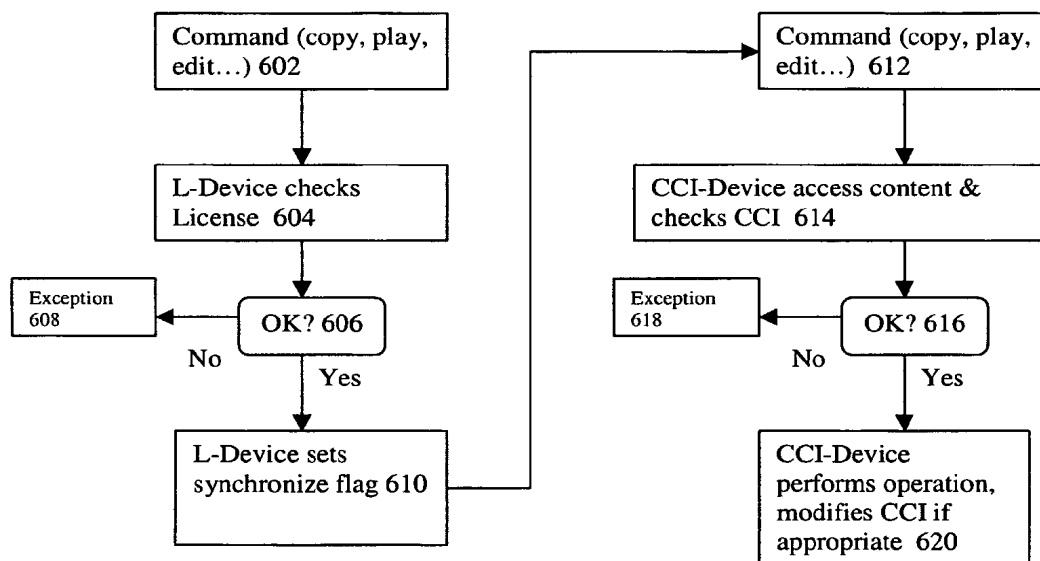 Command (copy, play,
edit…) 602
L-Device checks
License 604
Exception
608
OK? 606
No
Yes
L-Device sets
synchronize flag 610
Command (copy, play,
edit…) 612
CCI-Device access content &
checks CCI 614
Exception
618
OK? 616
No
Yes
CCI-Device
performs operation,
modifies CCI if
appropriate 620